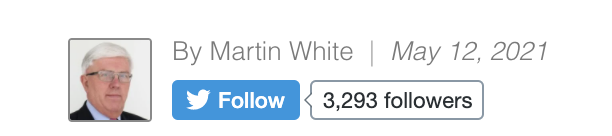 By Martin White | May 12, 2021
Follow 3,293 followers